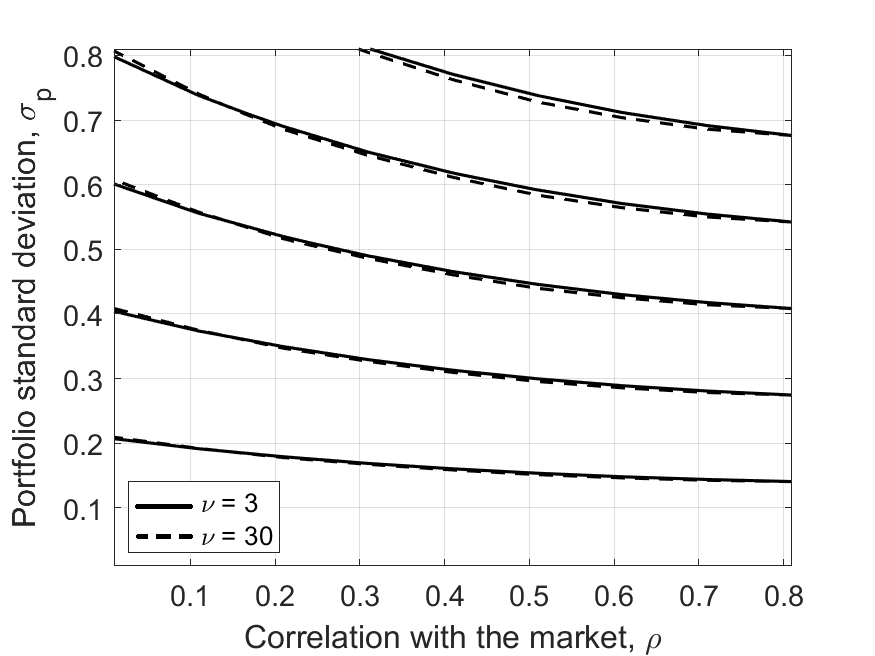 Portfolio standard deviation, σp
0.8
0.7
0.6
0.5
0.4
0.3
0.2
0.1
ν = 3
ν = 30
0.1 0.2 0.3 0.4 0.5 0.6 0.7 0.8
Correlation with the market, ρ